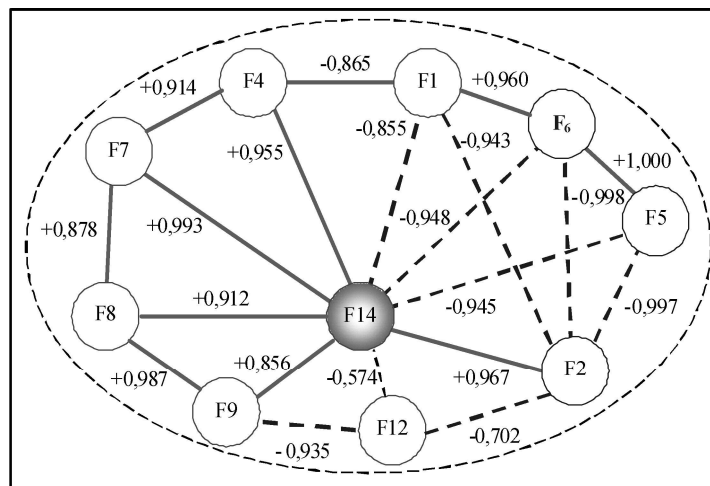 -0,865
F4
F1
+0,960
+0,914
F₆
-0,855
-0,943
F7
+0,955
+1,000
-0,998
F5
-0,948
+0,878
+0,993
+0,912
F8
F14
-0,945
-0,997
+0,856
+0,987
-0,574
+0,967
F2
F9
F12
-0,702
-0,935